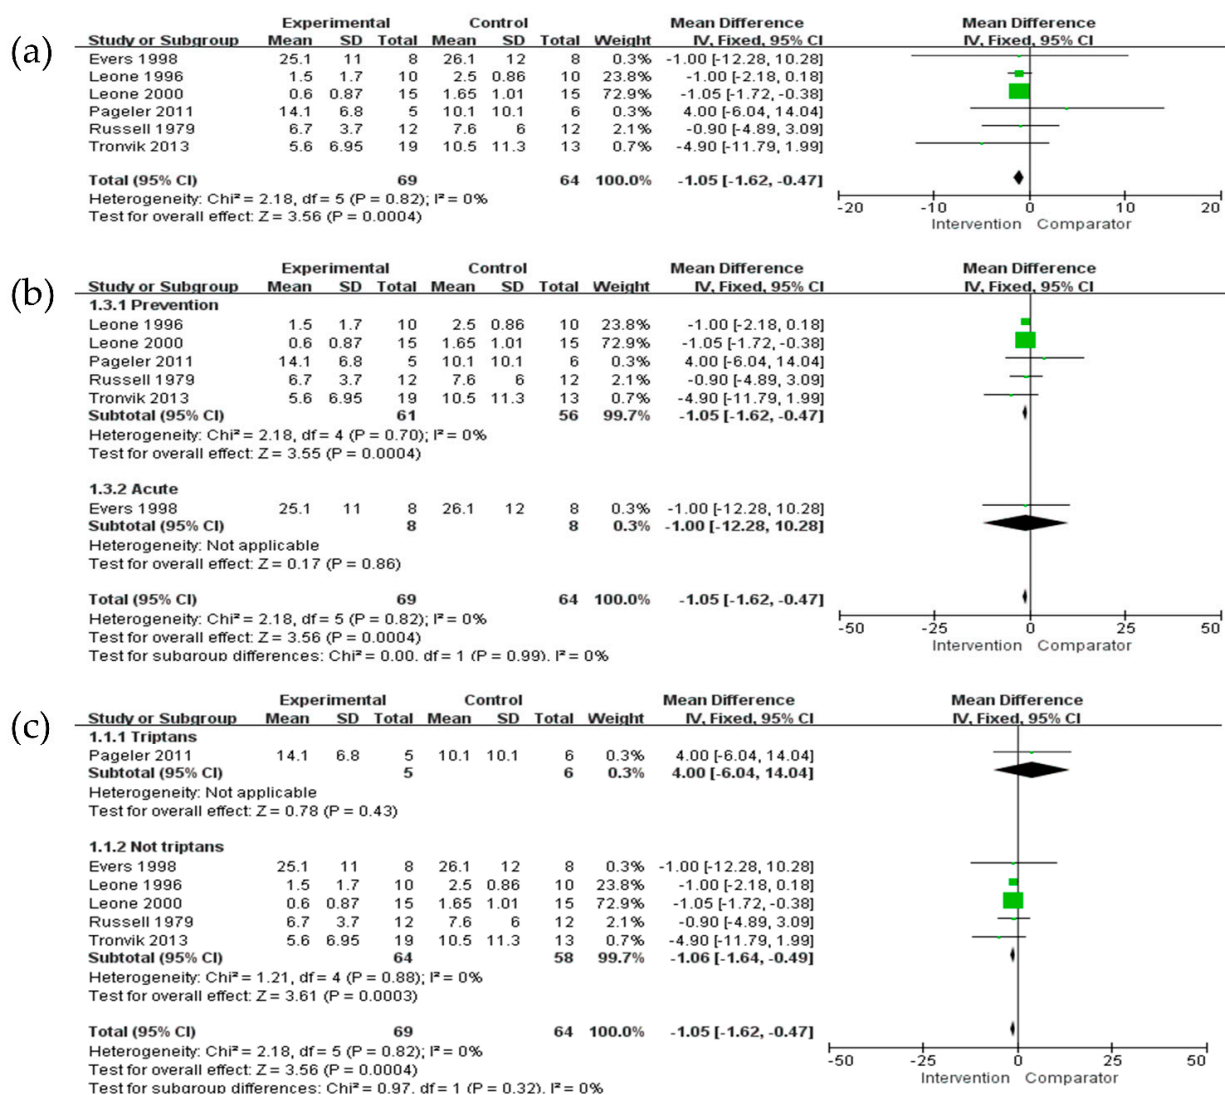 (a)
Experimental Control Mean Difference Mean Difference
Study or Subgroup Mean SD Total Mean SD Total Weight IV, Fixed, 95% CI IV, Fixed, 95% CI
Evers 1998 25.1 11 8 26.1 12 8 0.3% -1.00 [-12.28, 10.28]
Leone 1996 1.5 1.7 10 2.5 0.86 10 23.8% -1.00 [-2.18, 0.18]
Leone 2000 0.6 0.87 15 1.65 1.01 15 72.9% -1.05 [-1.72, -0.38]
Pageler 2011 14.1 6.8 5 10.1 10.1 6 0.3% 4.00 [-6.04, 14.04]
Russell 1979 6.7 3.7 12 7.6 6 12 2.1% -0.90 [-4.89, 3.09]
Tronvik 2013 5.6 6.95 19 10.5 11.3 13 0.7% -4.90 [-11.79, 1.99]
Total (95% CI) 69 64 100.0% -1.05 [-1.62, -0.47]
Heterogeneity: Chi² = 2.18, df = 5 (P = 0.82); I² = 0%
Test for overall effect: Z = 3.56 (P = 0.0004)
-20 -10 0 10 20
Intervention Comparator
(b)
Experimental Control Mean Difference Mean Difference
Study or Subgroup Mean SD Total Mean SD Total Weight IV, Fixed, 95% CI IV, Fixed, 95% CI
1.3.1 Prevention
Leone 1996 1.5 1.7 10 2.5 0.86 10 23.8% -1.00 [-2.18, 0.18]
Leone 2000 0.6 0.87 15 1.65 1.01 15 72.9% -1.05 [-1.72, -0.38]
Pageler 2011 14.1 6.8 5 10.1 10.1 6 0.3% 4.00 [-6.04, 14.04]
Russell 1979 6.7 3.7 12 7.6 6 12 2.1% -0.90 [-4.89, 3.09]
Tronvik 2013 5.6 6.95 19 10.5 11.3 13 0.7% -4.90 [-11.79, 1.99]
Subtotal (95% CI) 61 56 99.7% -1.05 [-1.62, -0.47]
Heterogeneity: Chi² = 2.18, df = 4 (P = 0.70); I² = 0%
Test for overall effect: Z = 3.55 (P = 0.0004)
1.3.2 Acute
Evers 1998 25.1 11 8 26.1 12 8 0.3% -1.00 [-12.28, 10.28]
Subtotal (95% CI) 8 8 0.3% -1.00 [-12.28, 10.28]
Heterogeneity: Not applicable
Test for overall effect: Z = 0.17 (P = 0.86)
Total (95% CI) 69 64 100.0% -1.05 [-1.62, -0.47]
Heterogeneity: Chi² = 2.18, df = 5 (P = 0.82); I² = 0%
Test for overall effect: Z = 3.56 (P = 0.0004)
Test for subgroup differences: Chi² = 0.00, df = 1 (P = 0.99), I² = 0%
-50 -25 0 25 50
Intervention Comparator
(c)
Experimental Control Mean Difference Mean Difference
Study or Subgroup Mean SD Total Mean SD Total Weight IV, Fixed, 95% CI IV, Fixed, 95% CI
1.1.1 Triptans
Pageler 2011 14.1 6.8 5 10.1 10.1 6 0.3% 4.00 [-6.04, 14.04]
Subtotal (95% CI) 5 6 0.3% 4.00 [-6.04, 14.04]
Heterogeneity: Not applicable
Test for overall effect: Z = 0.78 (P = 0.43)
1.1.2 Not triptans
Evers 1998 25.1 11 8 26.1 12 8 0.3% -1.00 [-12.28, 10.28]
Leone 1996 1.5 1.7 10 2.5 0.86 10 23.8% -1.00 [-2.18, 0.18]
Leone 2000 0.6 0.87 15 1.65 1.01 15 72.9% -1.05 [-1.72, -0.38]
Russell 1979 6.7 3.7 12 7.6 6 12 2.1% -0.90 [-4.89, 3.09]
Tronvik 2013 5.6 6.95 19 10.5 11.3 13 0.7% -4.90 [-11.79, 1.99]
Subtotal (95% CI) 64 58 99.7% -1.06 [-1.64, -0.49]
Heterogeneity: Chi² = 1.21, df = 4 (P = 0.88); I² = 0%
Test for overall effect: Z = 3.61 (P = 0.0003)
Total (95% CI) 69 64 100.0% -1.05 [-1.62, -0.47]
Heterogeneity: Chi² = 2.18, df = 5 (P = 0.82); I² = 0%
Test for overall effect: Z = 3.56 (P = 0.0004)
Test for subgroup differences: Chi² = 0.97, df = 1 (P = 0.32), I² = 0%
-50 -25 0 25 50
Intervention Comparator